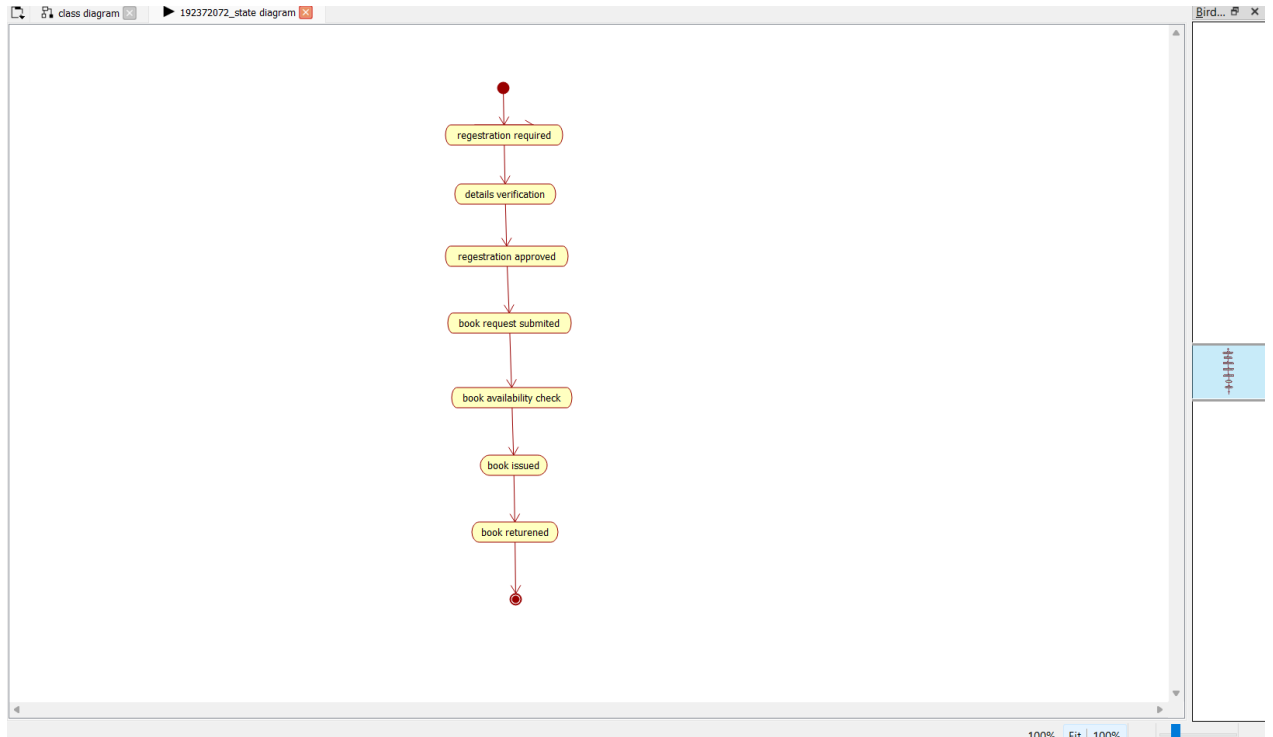 class diagram
192372072_state diagram
Bird...
regestration required
details verification
regestration approved
book request submited
book availability check
book issued
book returened
100% Fit 100%